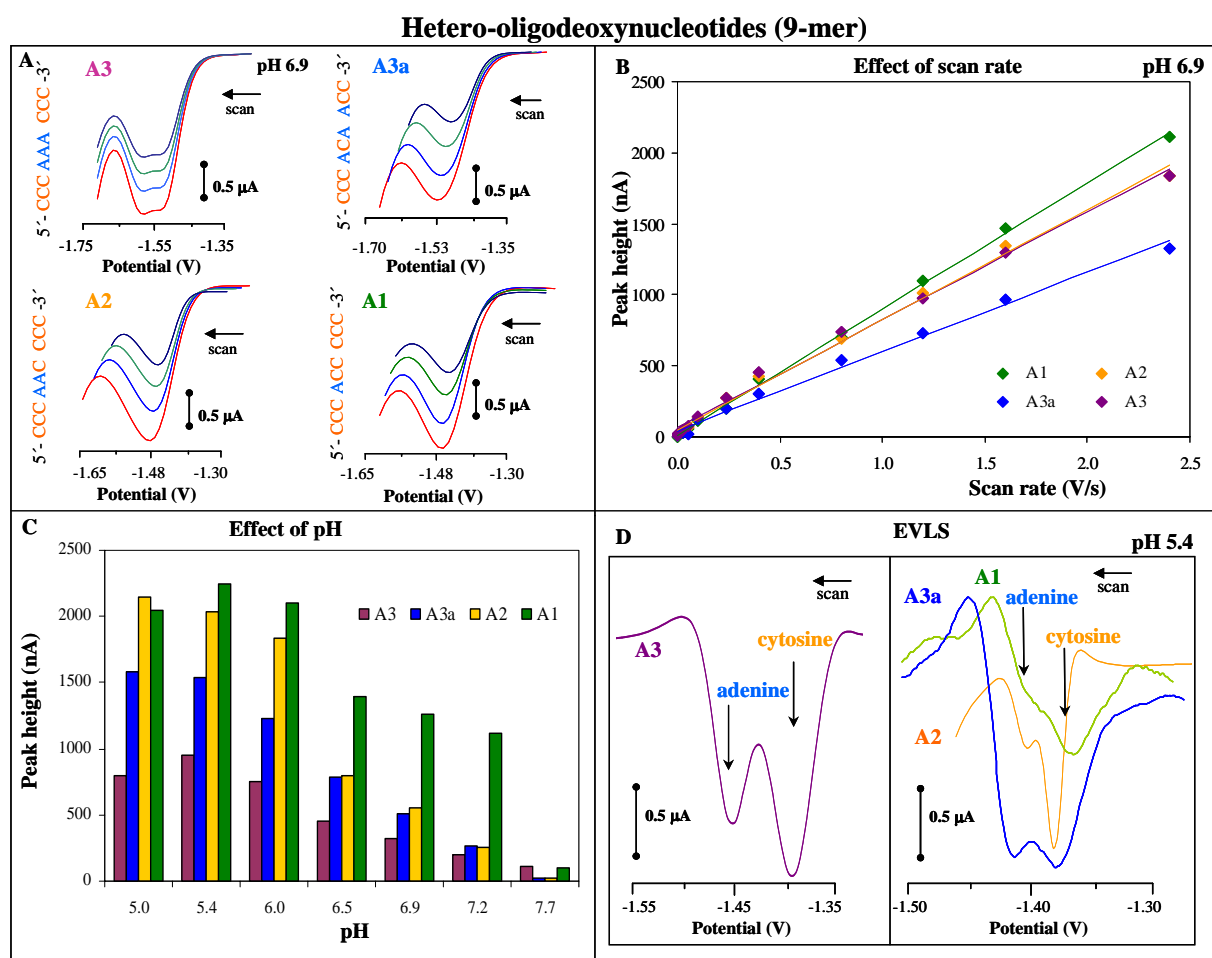 Hetero-oligodeoxynucleotides (9-mer)
A
A3
pH 6.9
scan
0.5 µA
5´- CCC AAA CCC -3´
-1.75 -1.55 -1.35
Potential (V)
A3a
scan
0.5 µA
5´- CCC ACA ACC -3´
-1.70 -1.53 -1.35
Potential (V)
A2
scan
0.5 µA
5´- CCC AAC CCC -3´
-1.65 -1.48 -1.30
Potential (V)
A1
scan
0.5 µA
5´- CCC ACC CCC -3´
-1.65 -1.48 -1.30
Potential (V)
B
Effect of scan rate
pH 6.9
Peak height (nA)
2500
2000
1500
1000
500
0
A1 A2
A3a A3
0.0 0.5 1.0 1.5 2.0 2.5
Scan rate (V/s)
C
Effect of pH
Peak height (nA)
2500
2000
1500
1000
500
0
A3 A3a A2 A1
5.0 5.4 6.0 6.5 6.9 7.2 7.7
pH
D
EVLS
pH 5.4
scan
A3
cytosine
adenine
0.5 µA
-1.55 -1.45 -1.35
Potential (V)
A3a
A1
scan
adenine
cytosine
A2
0.5 µA
-1.50 -1.40 -1.30
Potential (V)